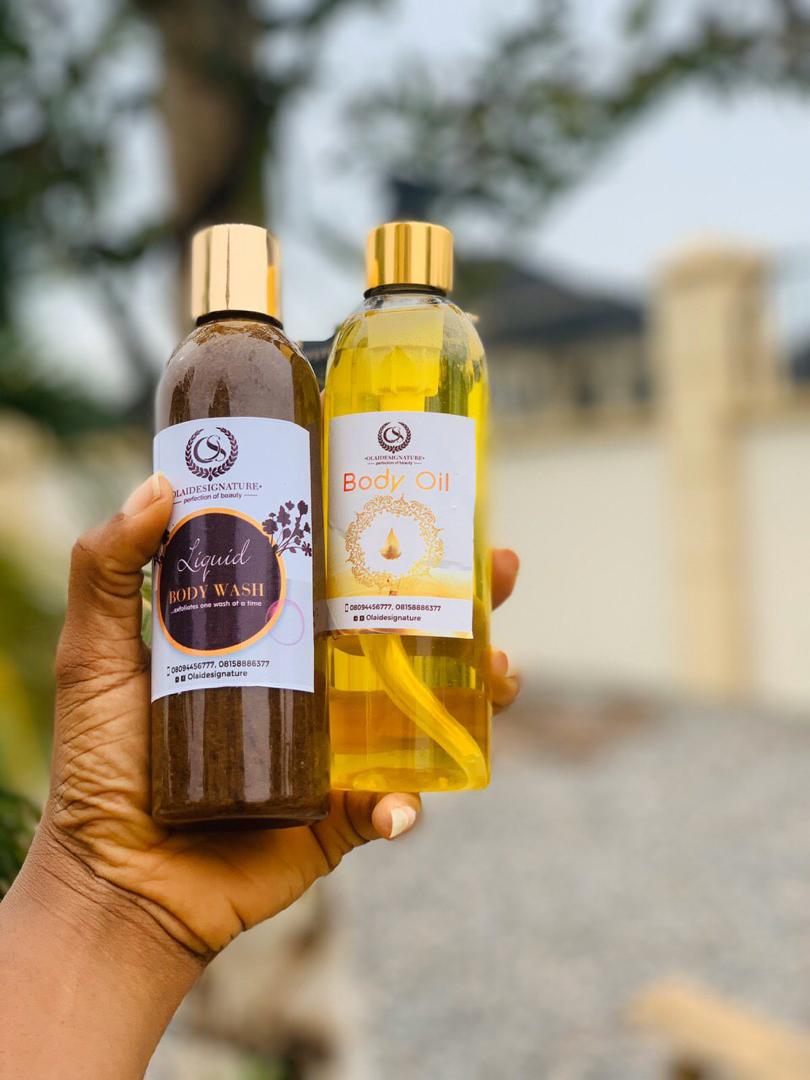 OLAIDESIGNATURE•
perfection of beauty
Liquid
BODY WASH
...exfoliates one wash at a time
08094456777, 08158886377
Olaidesignature
•OLAIDESIGNATURE•
perfection of beauty
Body Oil
08094456777, 08158886377
Olaidesignature